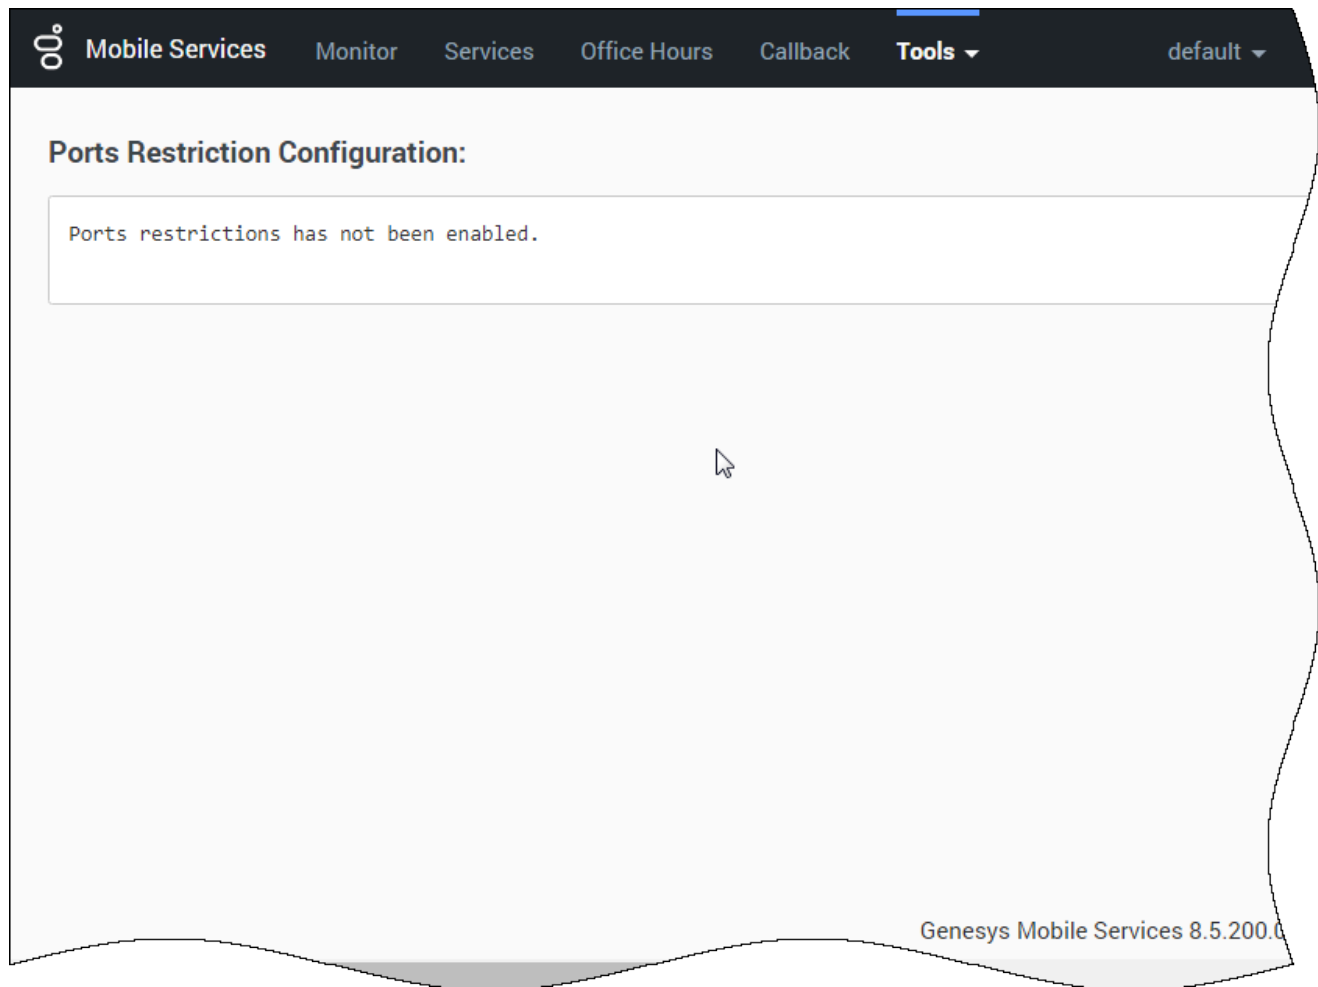 Mobile Services Monitor Services Office Hours Callback Tools default
Ports Restriction Configuration:
Ports restrictions has not been enabled.
Genesys Mobile Services 8.5.200.